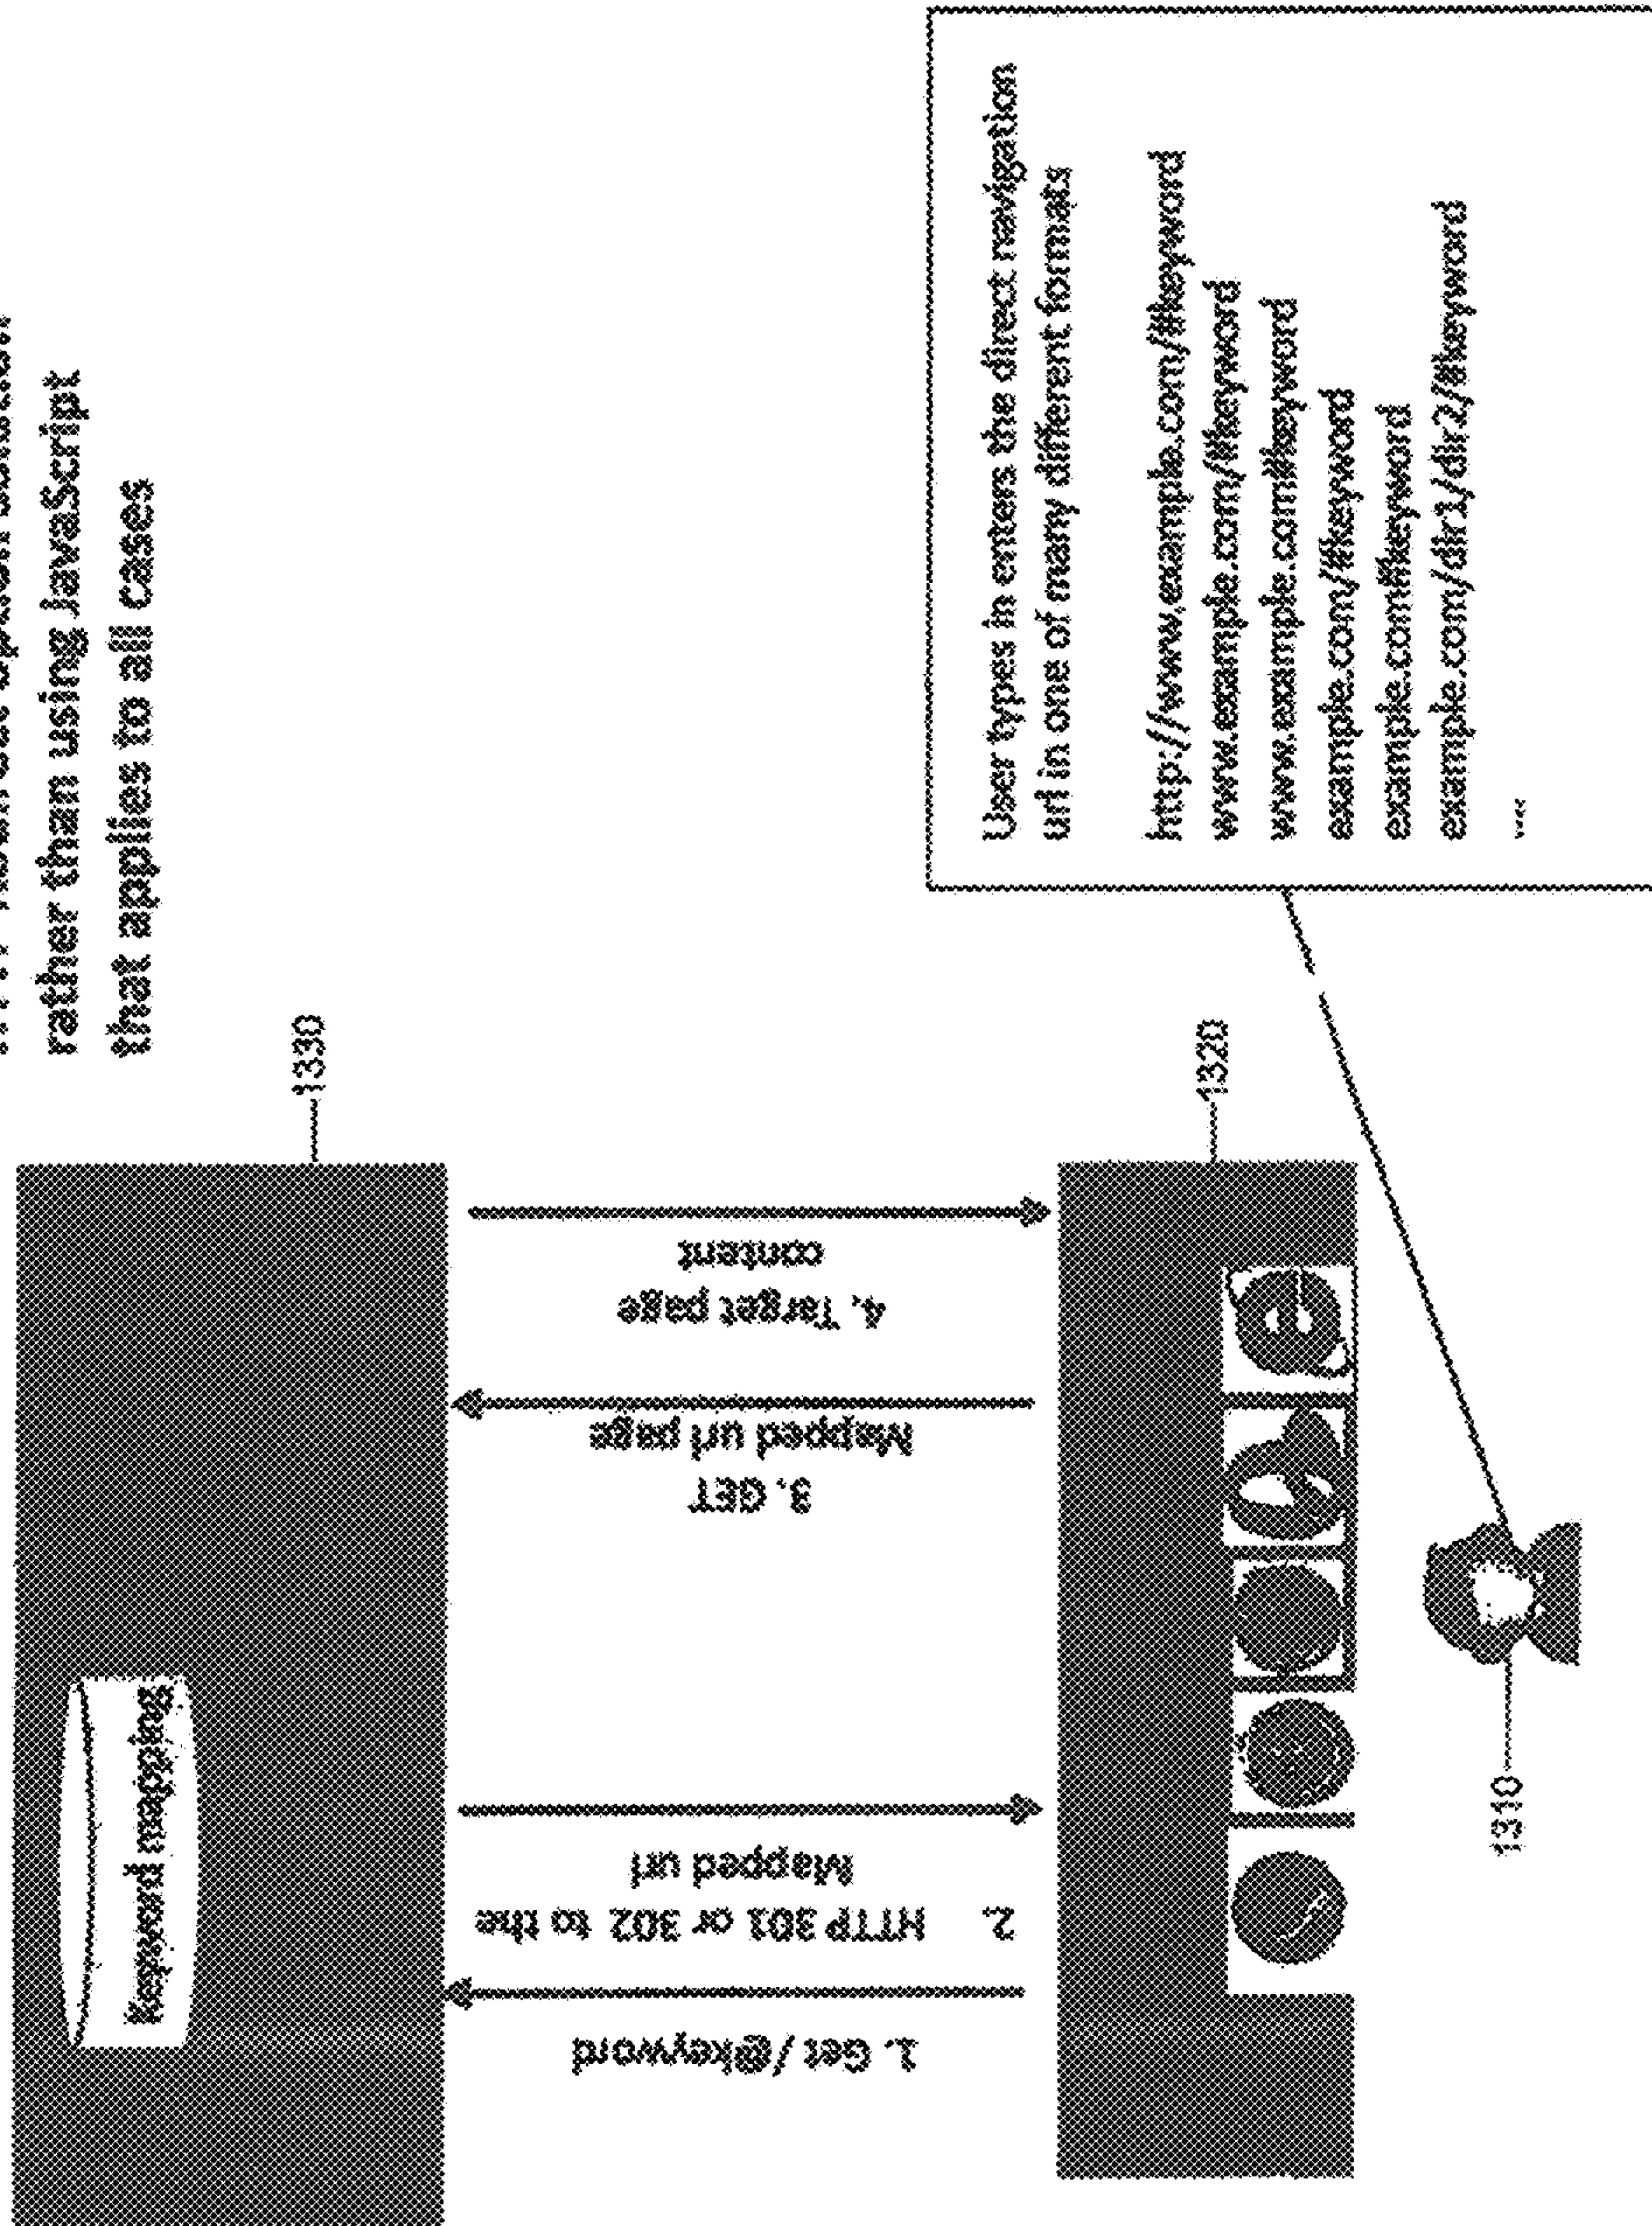 rather than using JavaScript
that applies to all cases
1330
Keyword mapping
1. Get /@keyword
2. HTTP 301 or 302 to the
Mapped url
3. GET
Mapped url page
4. Target page
content
1320
1310
User types in enters the direct navigation
url in one of many different formats
http://www.example.com/#keyword
www.example.com/#keyword
www.example.com#keyword
example.com/#keyword
example.com#keyword
example.com/dir1/dir2/#keyword
...